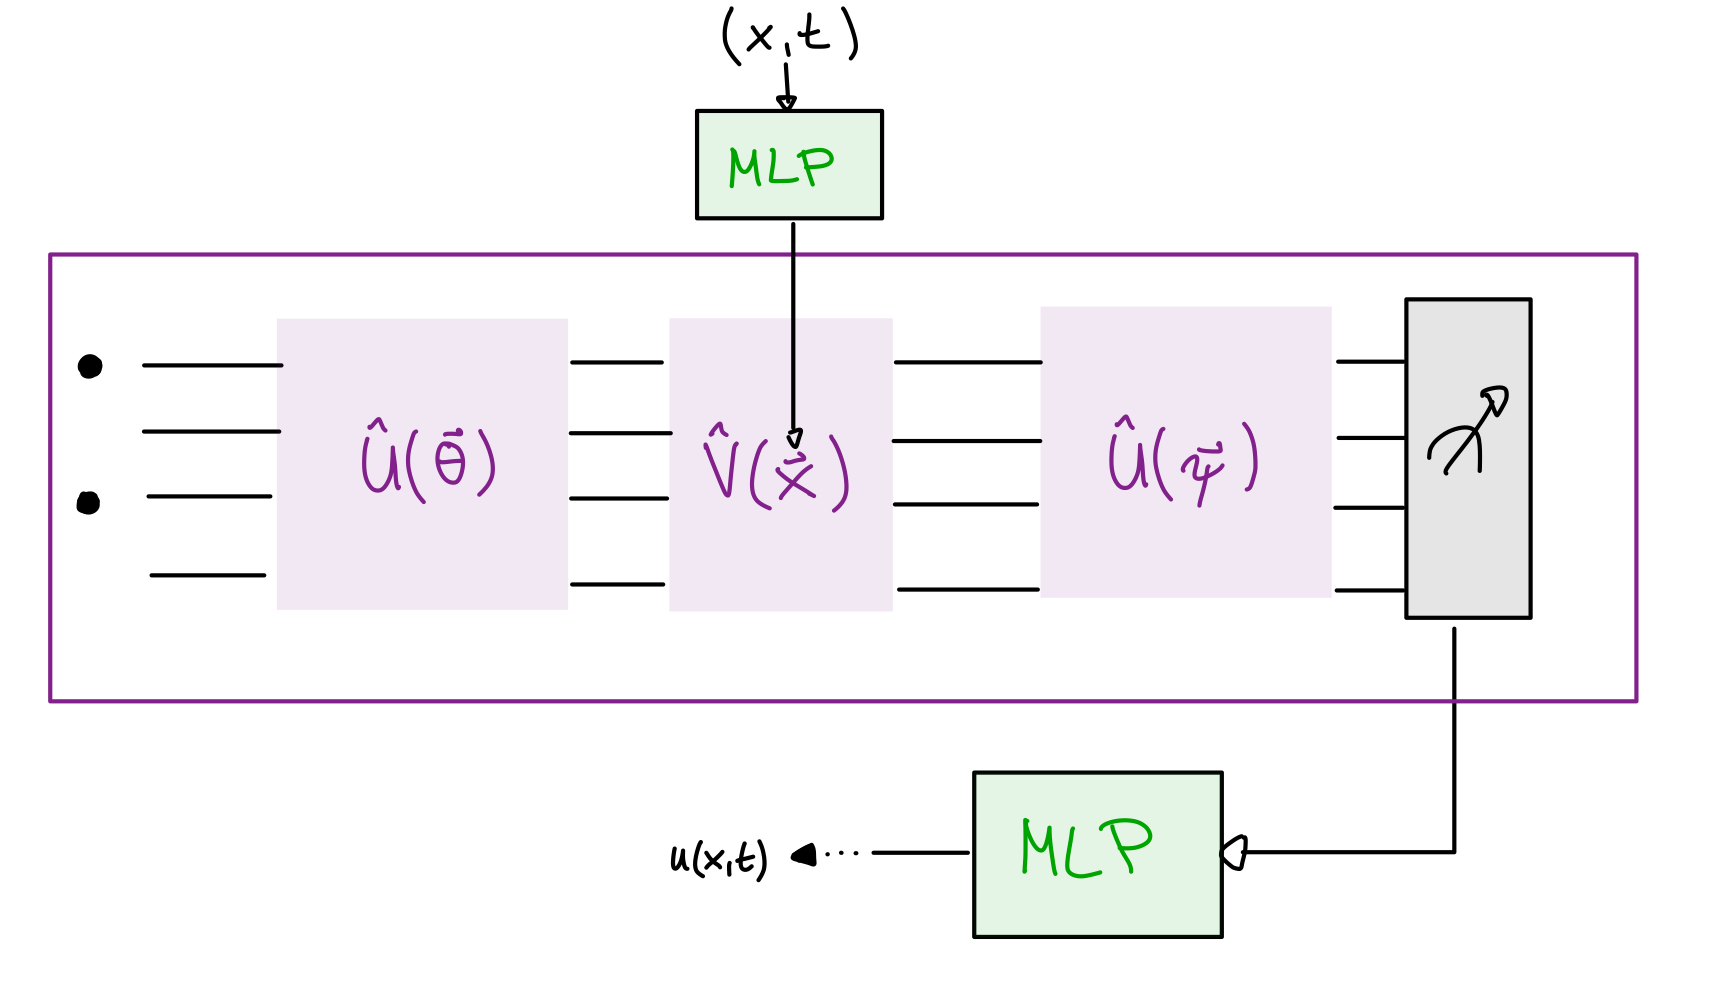 (x,t)
MLP
Û(θ⃗) V̂(x⃗) Û(ψ⃗)
u(x,t) MLP